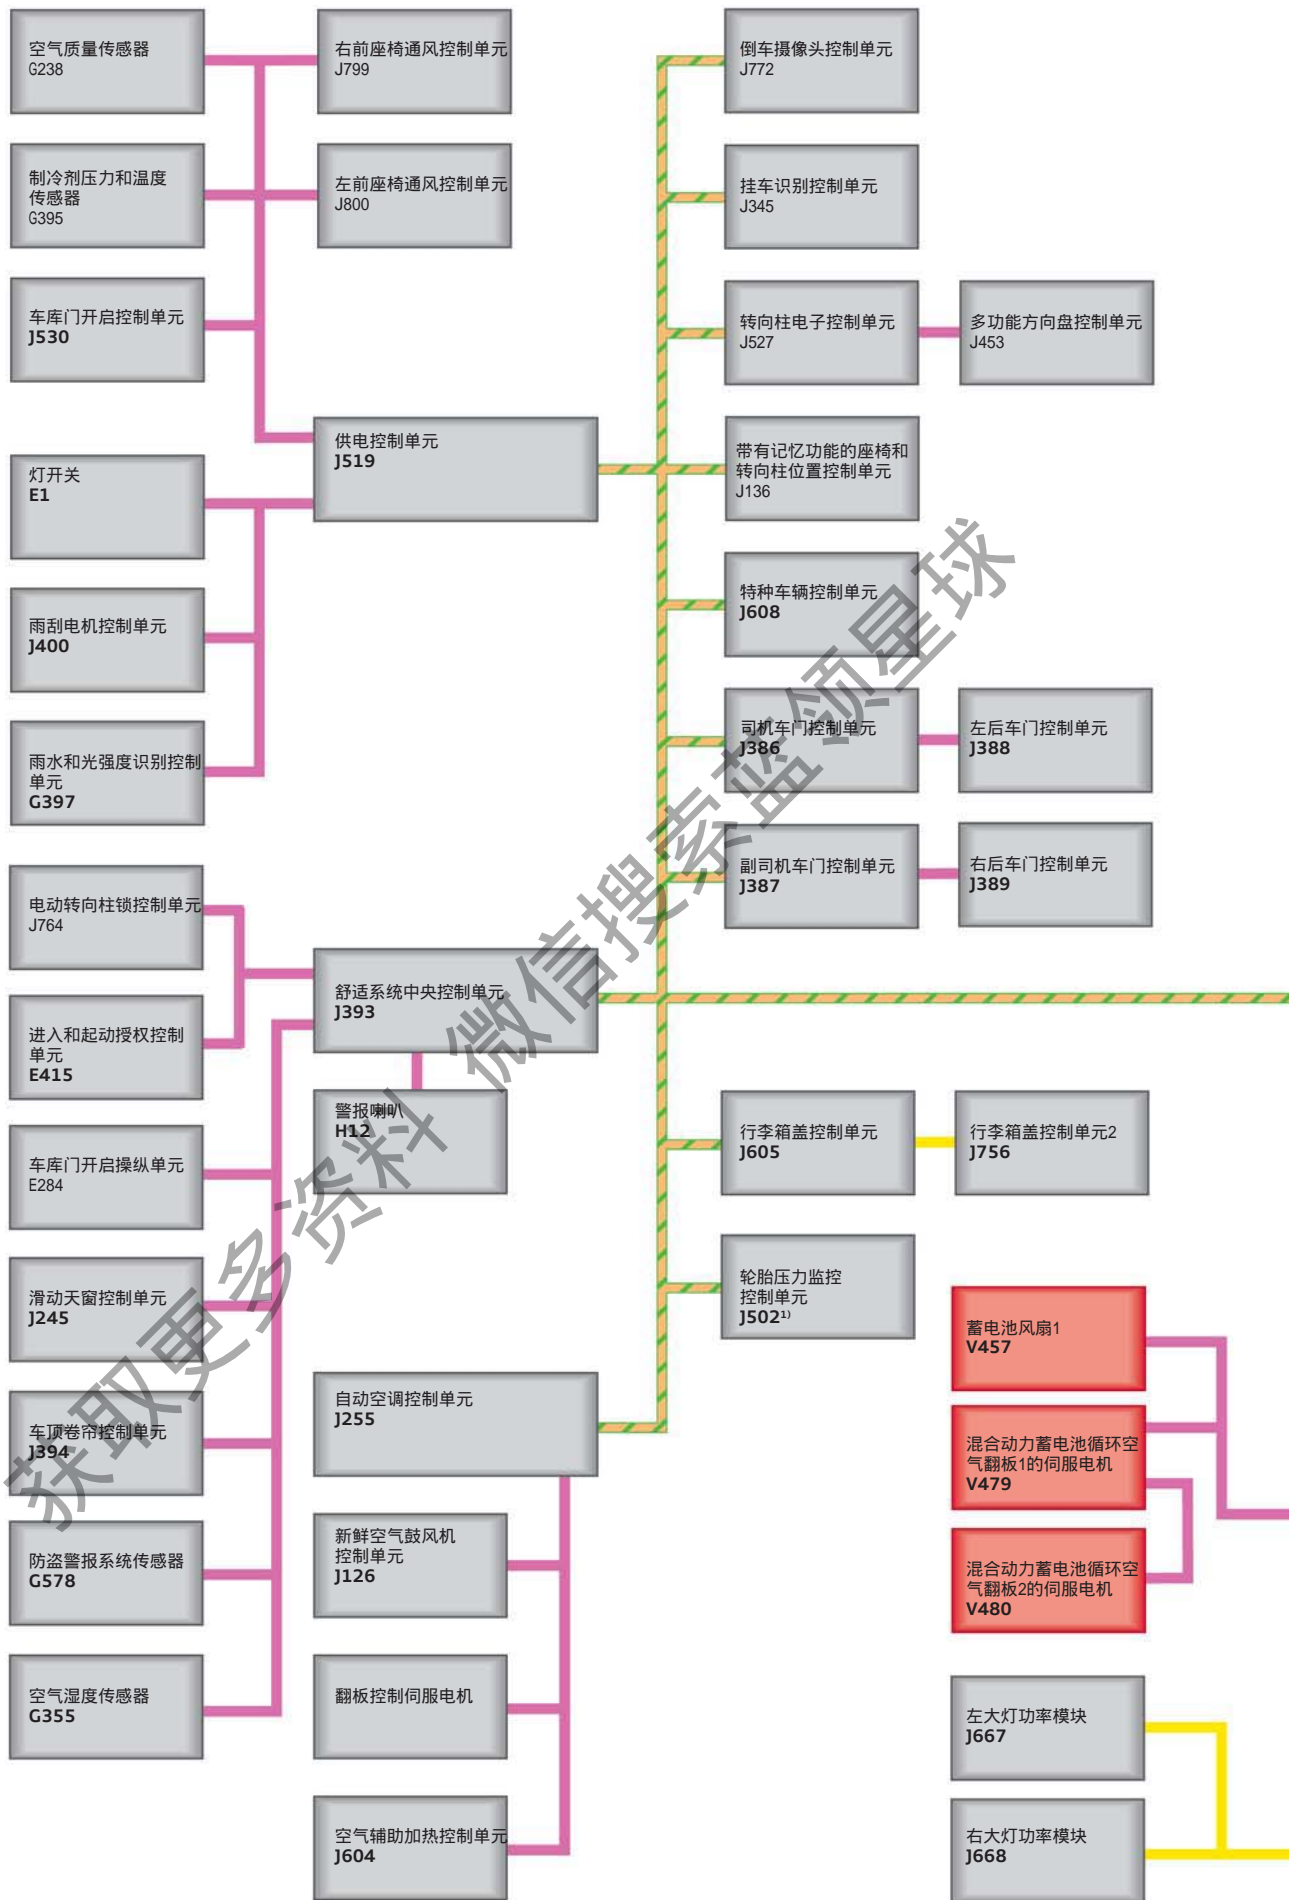 空气质量传感器
G238
右前座椅通风控制单元
J799
倒车摄像头控制单元
J772
制冷剂压力和温度
传感器
G395
左前座椅通风控制单元
J800
挂车识别控制单元
J345
车库门开启控制单元
J530
转向柱电子控制单元
J527
多功能方向盘控制单元
J453
供电控制单元
J519
带有记忆功能的座椅和
转向柱位置控制单元
J136
灯开关
E1
特种车辆控制单元
J608
雨刮电机控制单元
J400
司机车门控制单元
J386
左后车门控制单元
J388
雨水和光强度识别控制
单元
G397
副司机车门控制单元
J387
右后车门控制单元
J389
电动转向柱锁控制单元
J764
舒适系统中央控制单元
J393
进入和起动授权控制
单元
E415
警报喇叭
H12
行李箱盖控制单元
J605
行李箱盖控制单元2
J756
车库门开启操纵单元
E284
滑动天窗控制单元
J245
轮胎压力监控
控制单元
J502¹⁾
蓄电池风扇1
V457
自动空调控制单元
J255
车顶卷帘控制单元
J394
混合动力蓄电池循环空
气翻板1的伺服电机
V479
新鲜空气鼓风机
控制单元
J126
防盗警报系统传感器
G578
混合动力蓄电池循环空
气翻板2的伺服电机
V480
空气湿度传感器
G355
翻板控制伺服电机
左大灯功率模块
J667
空气辅助加热控制单元
J604
右大灯功率模块
J668
获取更多资料 微信搜索蓝领星球